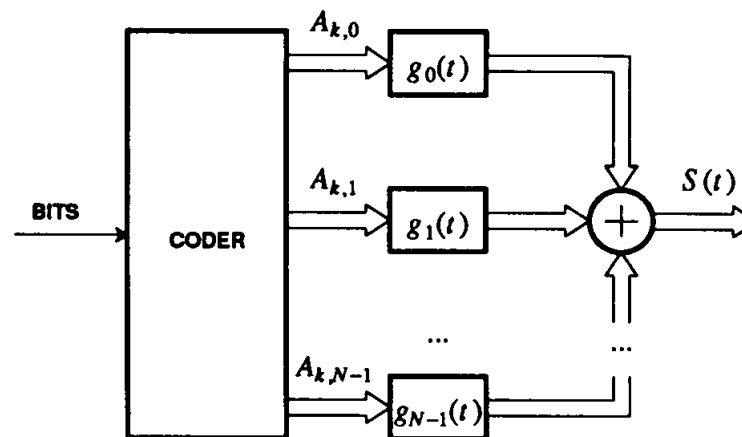 A_{k,0}
g_0(t)
A_{k,1}
S(t)
BITS
CODER
g_1(t)
+
...
...
A_{k,N-1}
g_{N-1}(t)